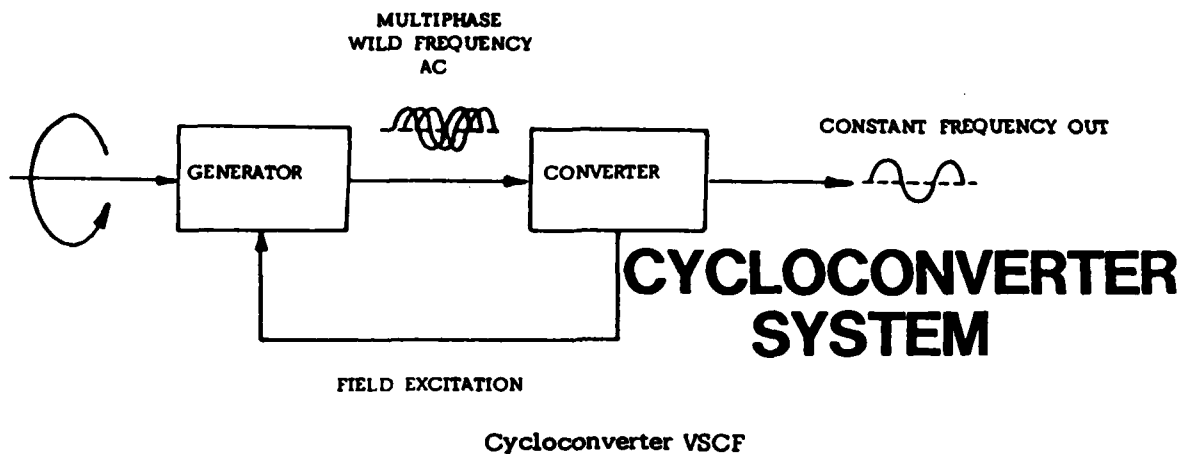 MULTIPHASE
WILD FREQUENCY
AC
CONSTANT FREQUENCY OUT
GENERATOR
CONVERTER
CYCLOCONVERTER
SYSTEM
FIELD EXCITATION
Cycloconverter VSCF